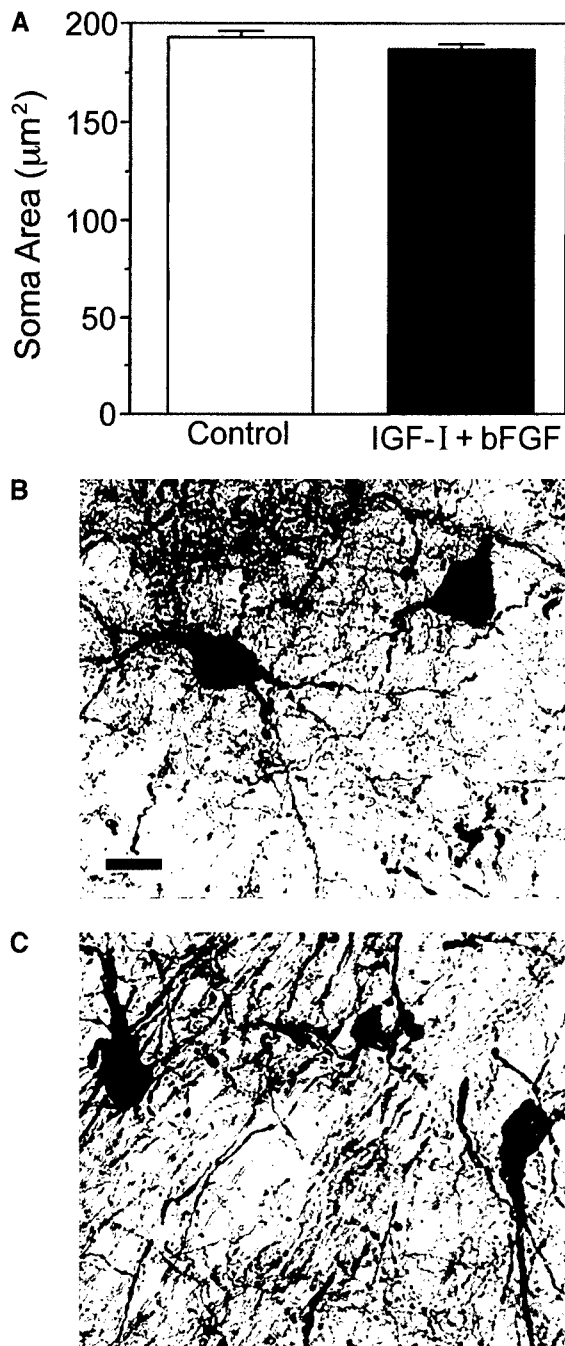 A
200
150
100
50
0
Soma Area (µm²)
Control
IGF-I + bFGF
B
C